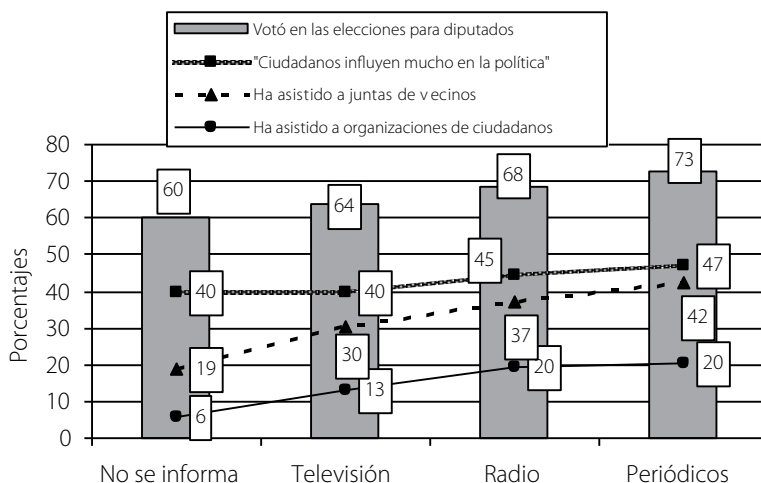 Votó en las elecciones para diputados
"Ciudadanos influyen mucho en la política"
Ha asistido a juntas de vecinos
Ha asistido a organizaciones de ciudadanos
Porcentajes
80
70
60
50
40
30
20
10
0
60
64
68
73
40
40
45
47
19
30
37
42
6
13
20
20
No se informa
Televisión
Radio
Periódicos